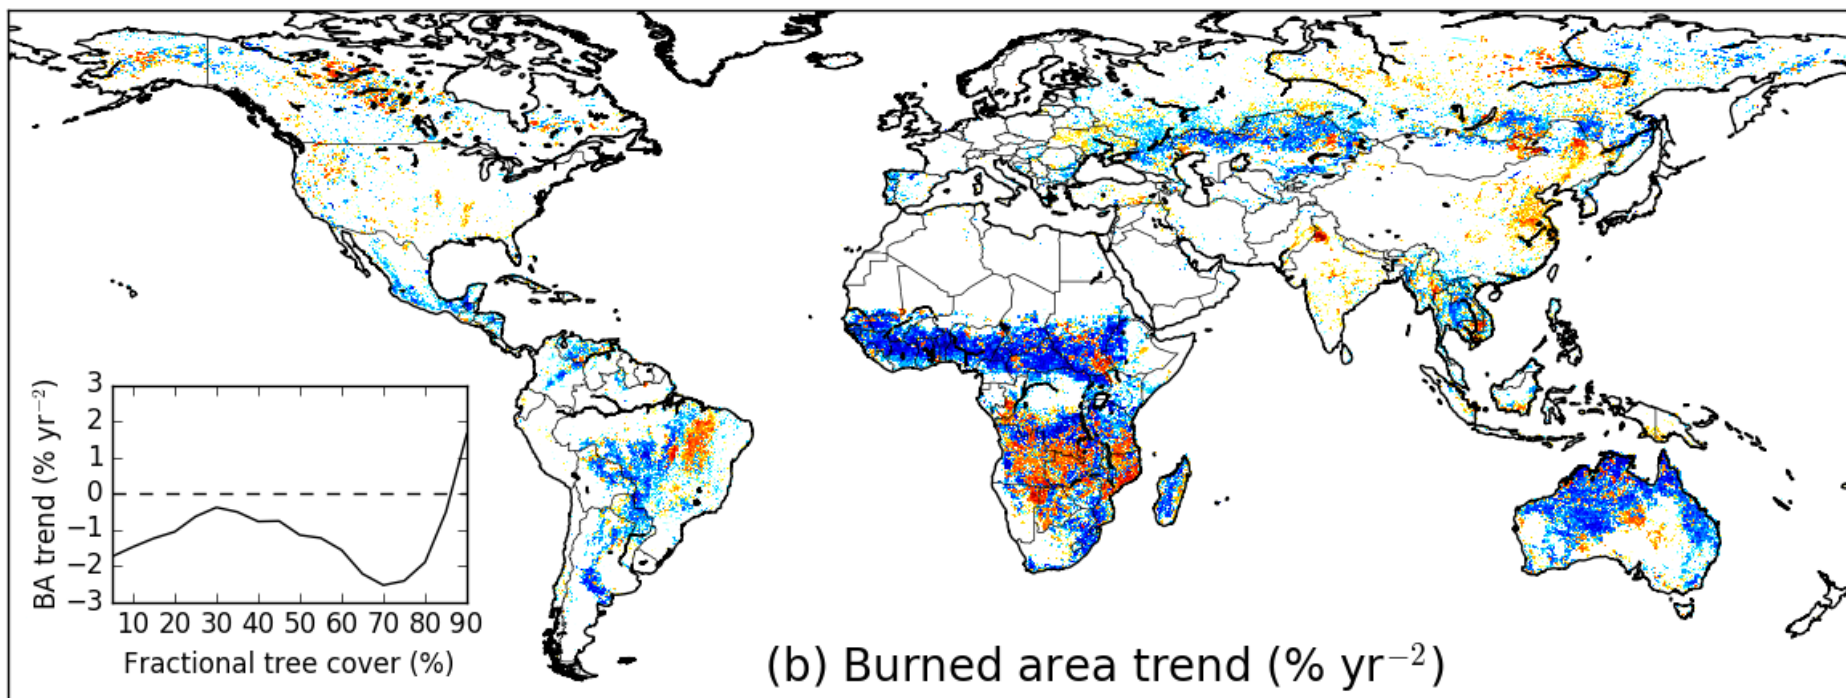 3
2
1
0
−1
−2
−3
BA trend (% yr⁻²)
10 20 30 40 50 60 70 80 90
Fractional tree cover (%)
(b) Burned area trend (% yr⁻²)